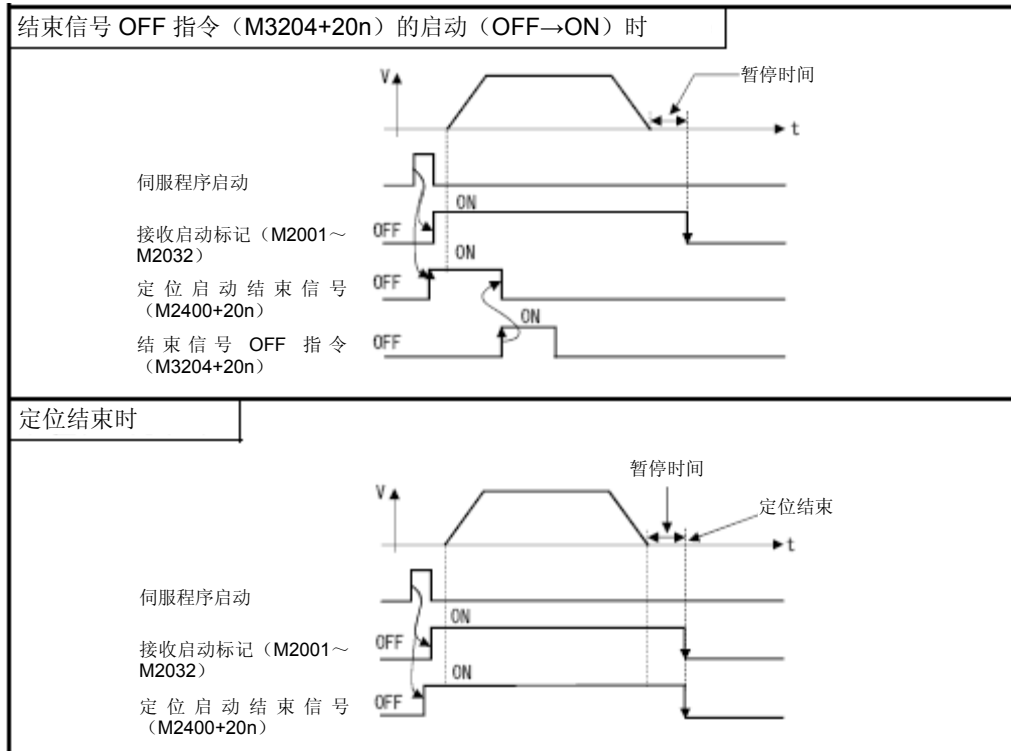 结束信号 OFF 指令（M3204+20n）的启动（OFF→ON）时
V
暂停时间
t
伺服程序启动
ON
接收启动标记（M2001～
M2032）
OFF
ON
定位启动结束信号
（M2400+20n）
OFF
ON
结束信号 OFF 指令
（M3204+20n）
OFF
定位结束时
暂停时间
V
定位结束
t
伺服程序启动
ON
接收启动标记（M2001～
M2032）
OFF
ON
定位启动结束信号
（M2400+20n）
OFF